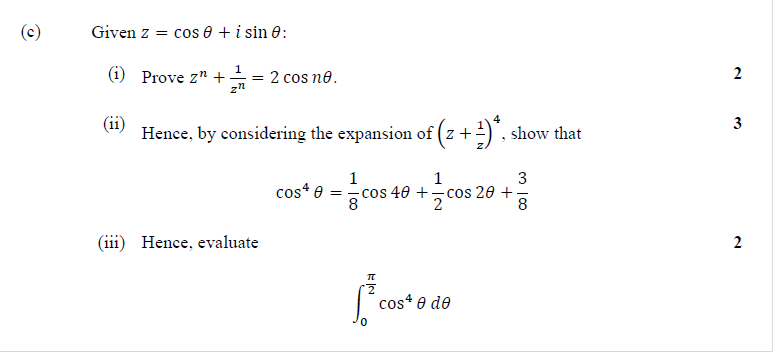 (c) Given z = cos θ + i sin θ:
(i) Prove zⁿ + 1/zⁿ = 2 cos nθ. 2
(ii) Hence, by considering the expansion of (z + 1/z)⁴, show that 3
cos⁴ θ = 1/8 cos 4θ + 1/2 cos 2θ + 3/8
(iii) Hence, evaluate 2
∫₀^(π/2) cos⁴ θ dθ